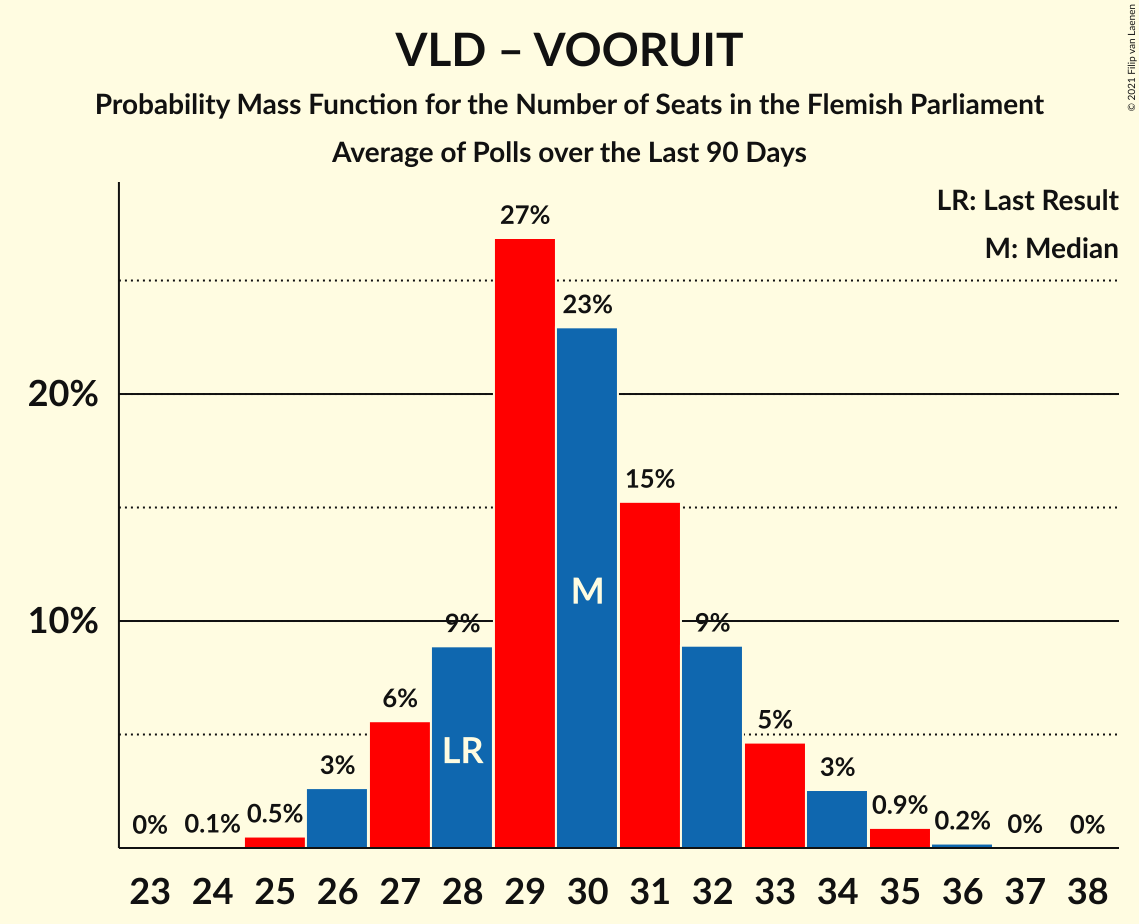 VLD – VOORUIT
Probability Mass Function for the Number of Seats in the Flemish Parliament
Average of Polls over the Last 90 Days
© 2021 Filip van Laenen
LR: Last Result
M: Median
27%
23%
20%
15%
M
10%
9%
9%
6%
LR
5%
3%
3%
0%
0.1%
0.5%
0.9%
0.2%
0%
0%
23 24 25 26 27 28 29 30 31 32 33 34 35 36 37 38